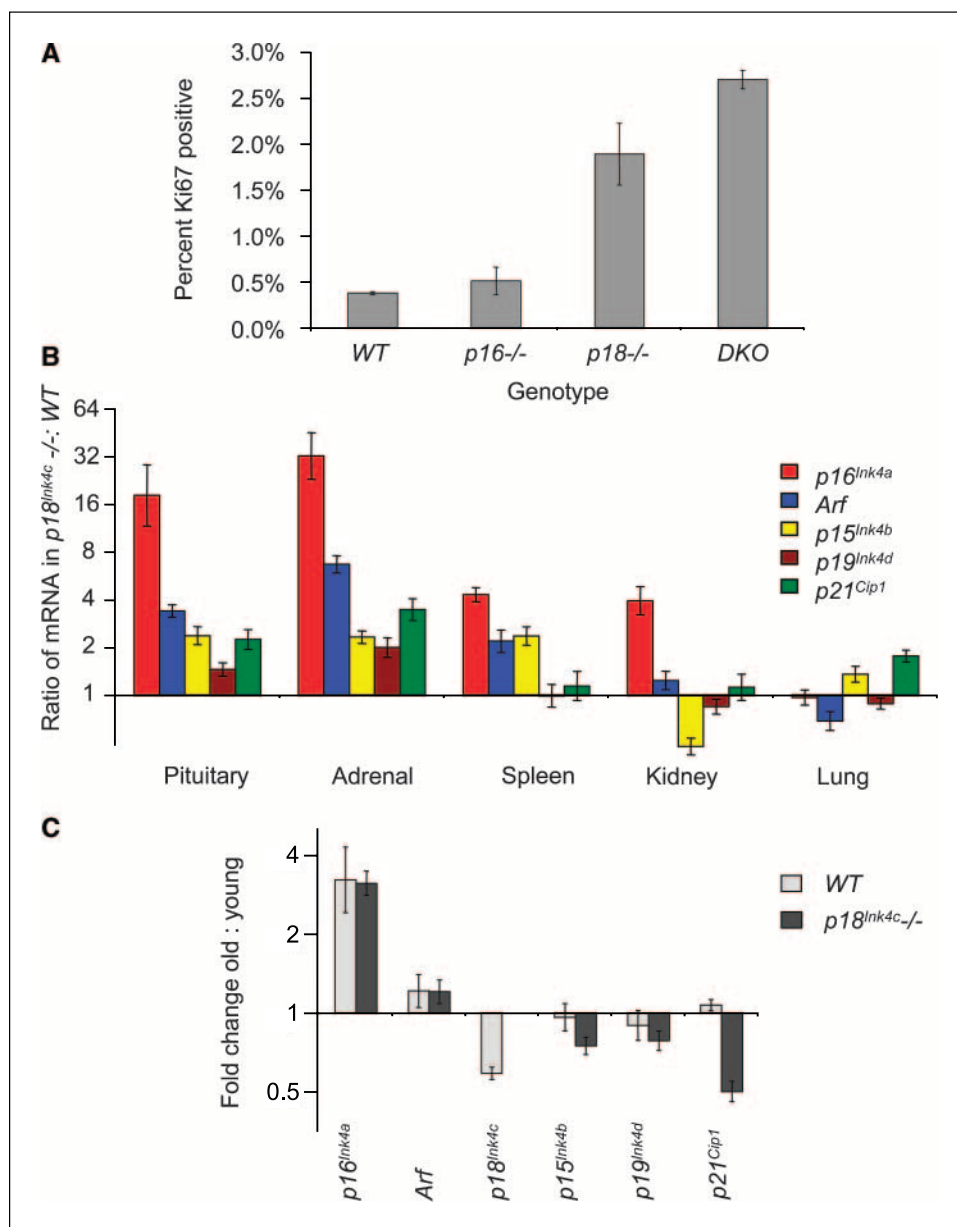 A
3.0%
2.5%
2.0%
1.5%
1.0%
0.5%
0.0%
Percent Ki67 positive
WT p16-/- p18-/- DKO
Genotype
B
64
32
16
8
4
2
1
Ratio of mRNA in p18Ink4c -/-: WT
p16Ink4a
Arf
p15Ink4b
p19Ink4d
p21Cip1
Pituitary Adrenal Spleen Kidney Lung
C
4
2
1
0.5
Fold change old : young
WT
p18Ink4c-/-
p16Ink4a
Arf
p18Ink4c
p15Ink4b
p19Ink4d
p21Cip1